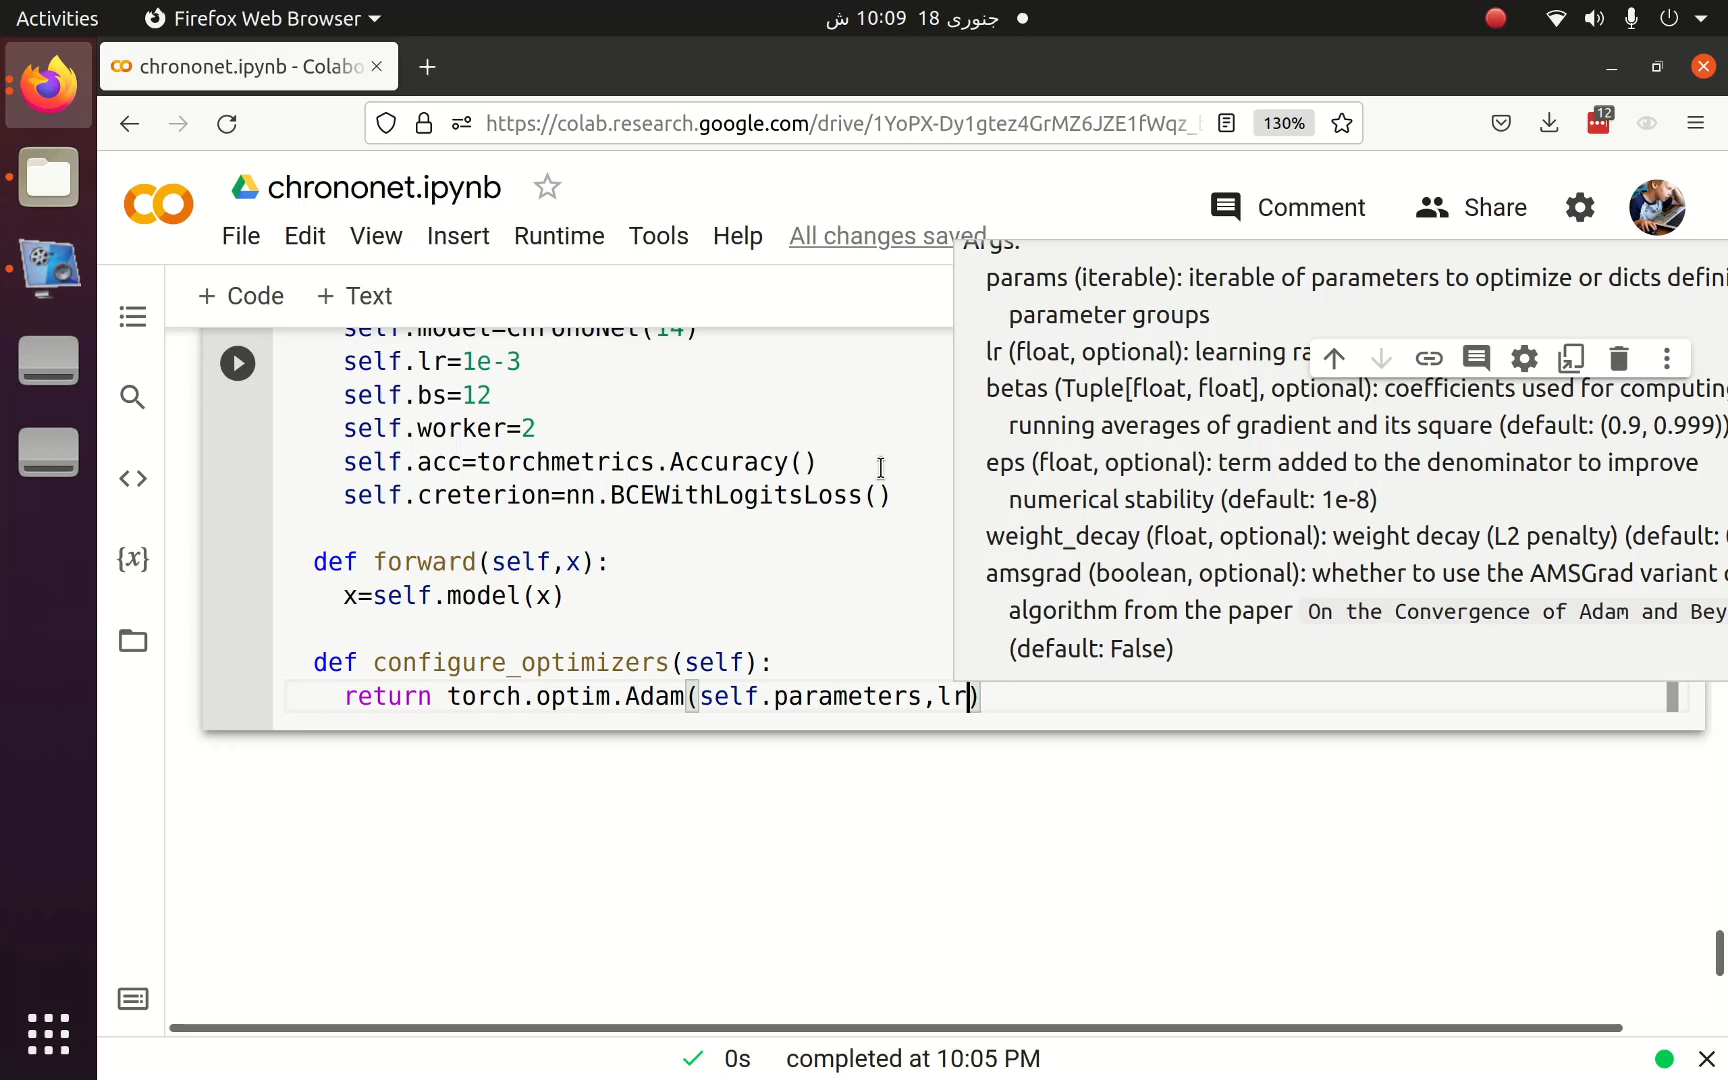 Activities
Firefox Web Browser
جنوری 18 10:09 ش
chrononet.ipynb - Colabo
https://colab.research.google.com/drive/1YoPX-Dy1gtez4GrMZ6JZE1fWqz_
130%
12
chrononet.ipynb
Comment
Share
File Edit View Insert Runtime Tools Help All changes saved
+ Code + Text
Args:
params (iterable): iterable of parameters to optimize or dicts defini
parameter groups
lr (float, optional): learning ra
betas (Tuple[float, float], optional): coefficients used for computing
running averages of gradient and its square (default: (0.9, 0.999))
eps (float, optional): term added to the denominator to improve
numerical stability (default: 1e-8)
weight_decay (float, optional): weight decay (L2 penalty) (default:
amsgrad (boolean, optional): whether to use the AMSGrad variant
algorithm from the paper On the Convergence of Adam and Bey
(default: False)
self.model=ChronoNet(14)
self.lr=1e-3
self.bs=12
self.worker=2
self.acc=torchmetrics.Accuracy()
self.creterion=nn.BCEWithLogitsLoss()
def forward(self,x):
x=self.model(x)
def configure_optimizers(self):
return torch.optim.Adam(self.parameters,lr)
{x}
0s completed at 10:05 PM